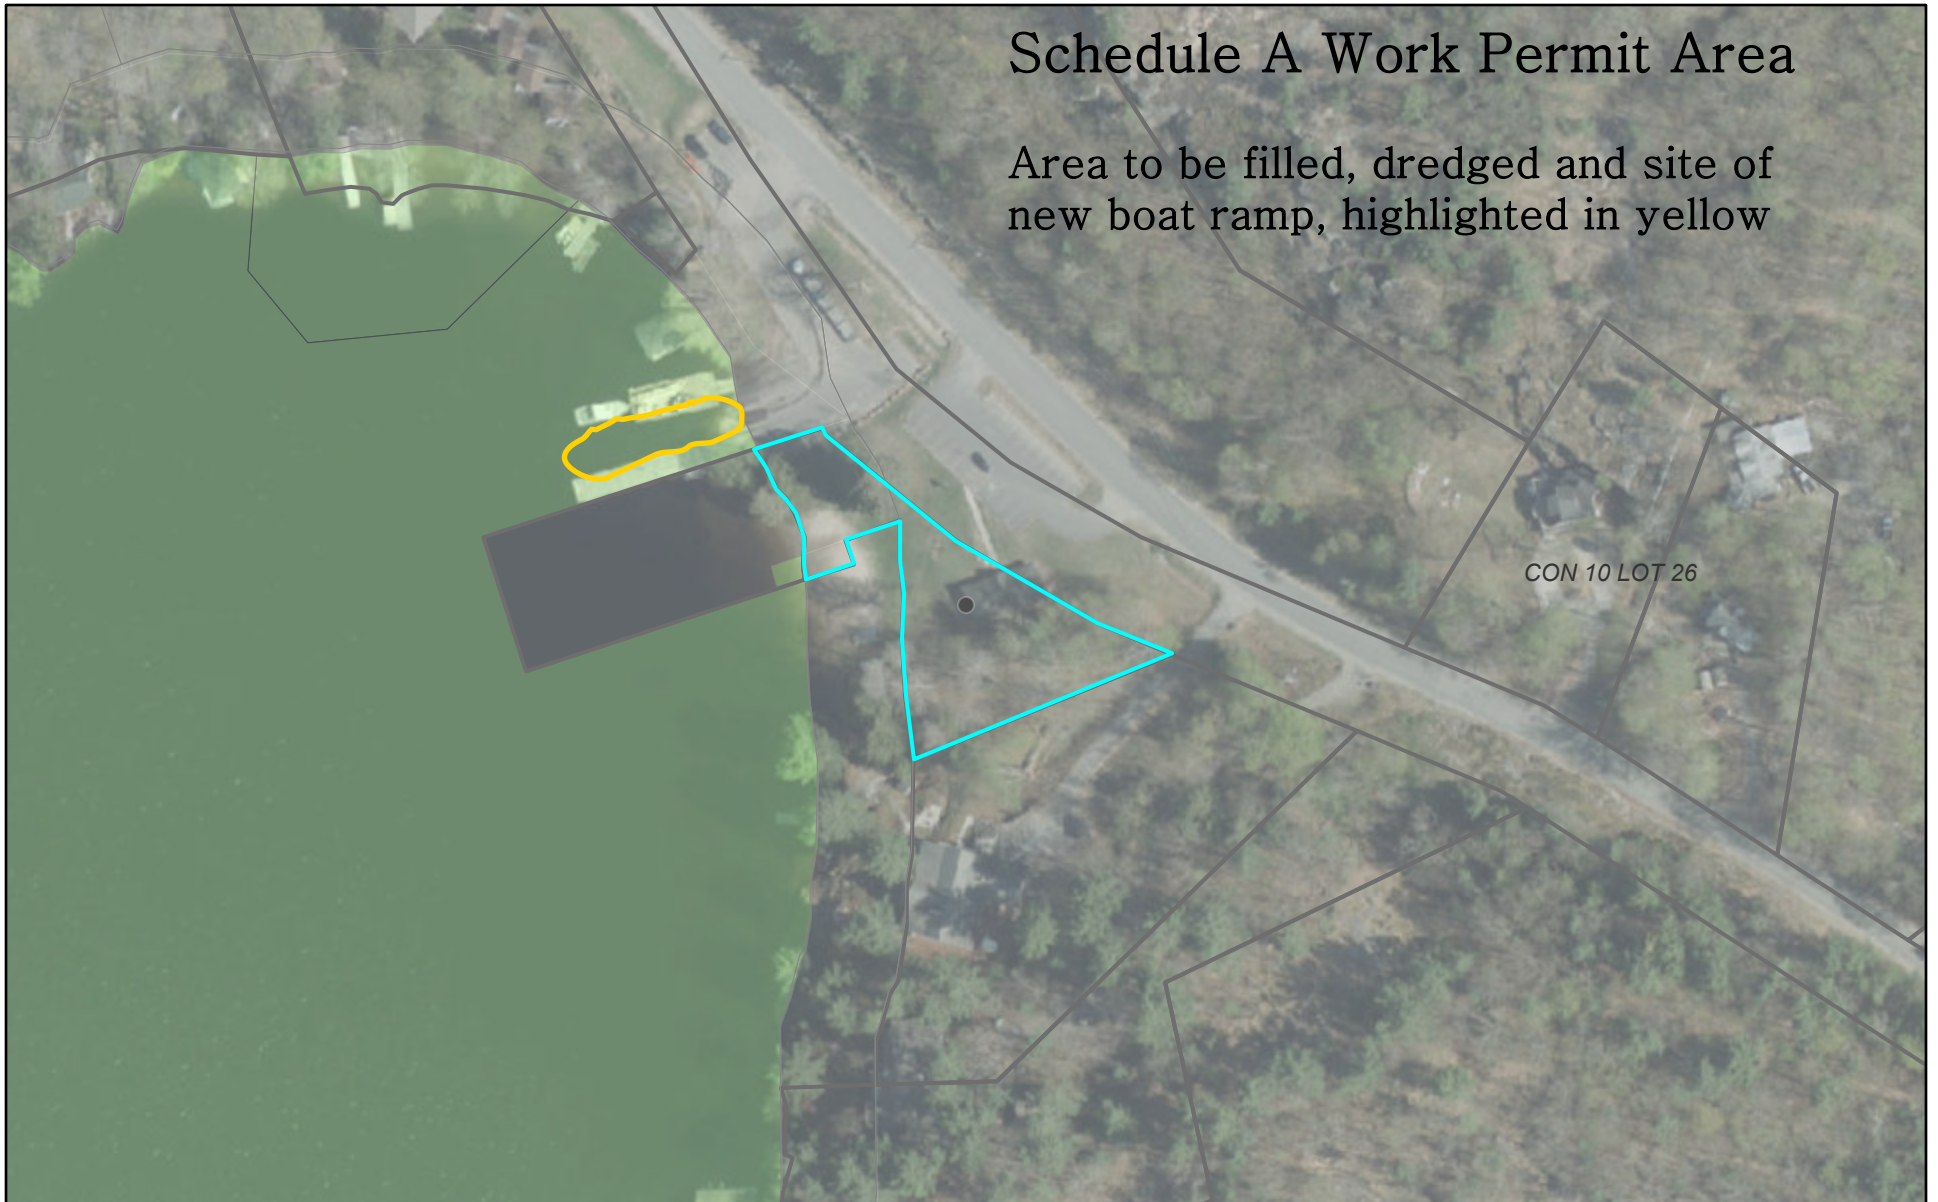 Schedule A Work Permit Area
Area to be filled, dredged and site of
new boat ramp, highlighted in yellow
CON 10 LOT 26